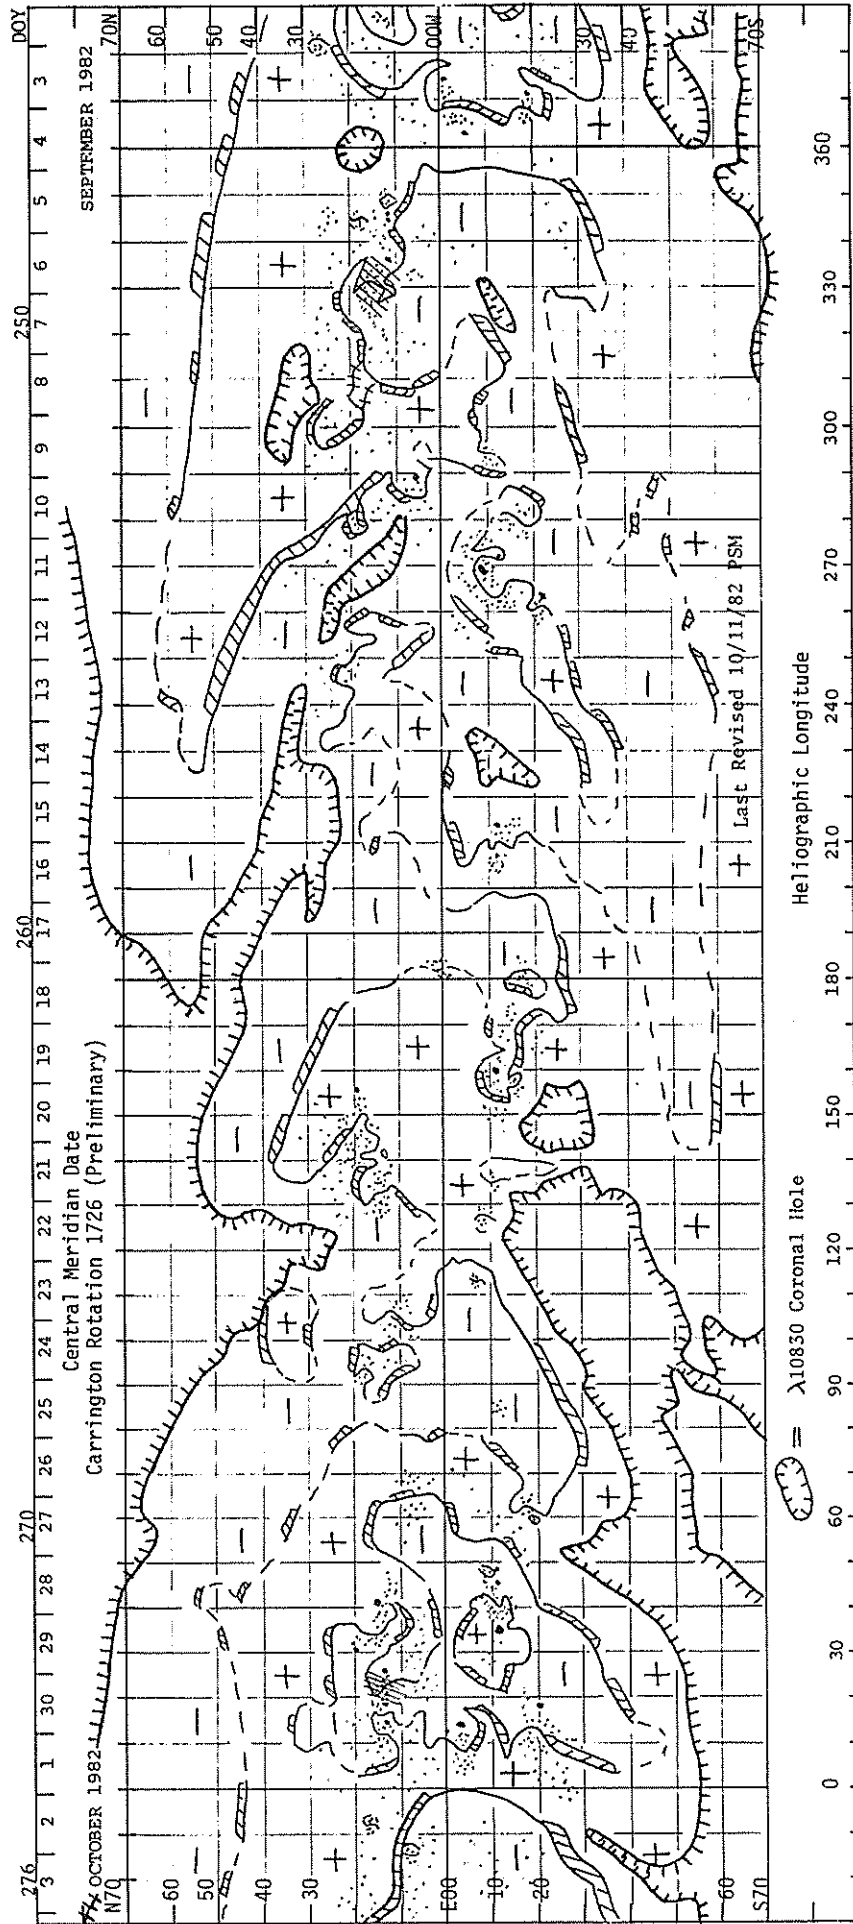 DOY 276 270 260 250
3 2 1 30 29 28 27 26 25 24 23 22 21 20 19 18 17 16 15 14 13 12 11 10 9 8 7 6 5 4 3
Central Meridian Date
Carrington Rotation 1726 (Preliminary)
OCTOBER 1982
SEPTEMBER 1982
N70
60
50
40
30
E00
10
20
60
S70
70N
60
50
40
30
00W
30
40
70S
+ Last Revised 10/11/82 PSM
0 30 60 90 120 150 180 210 240 270 300 330 360
= λ10830 Coronal Hole
Heliographic Longitude